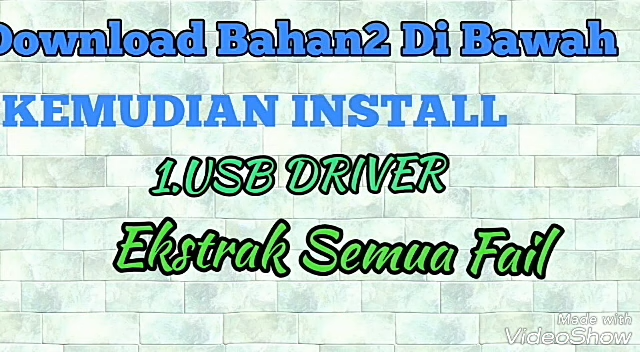 Download Bahan2 Di Bawah
KEMUDIAN INSTALL
1.USB DRIVER
Ekstrak Semua Fail
Made with
VideoShow